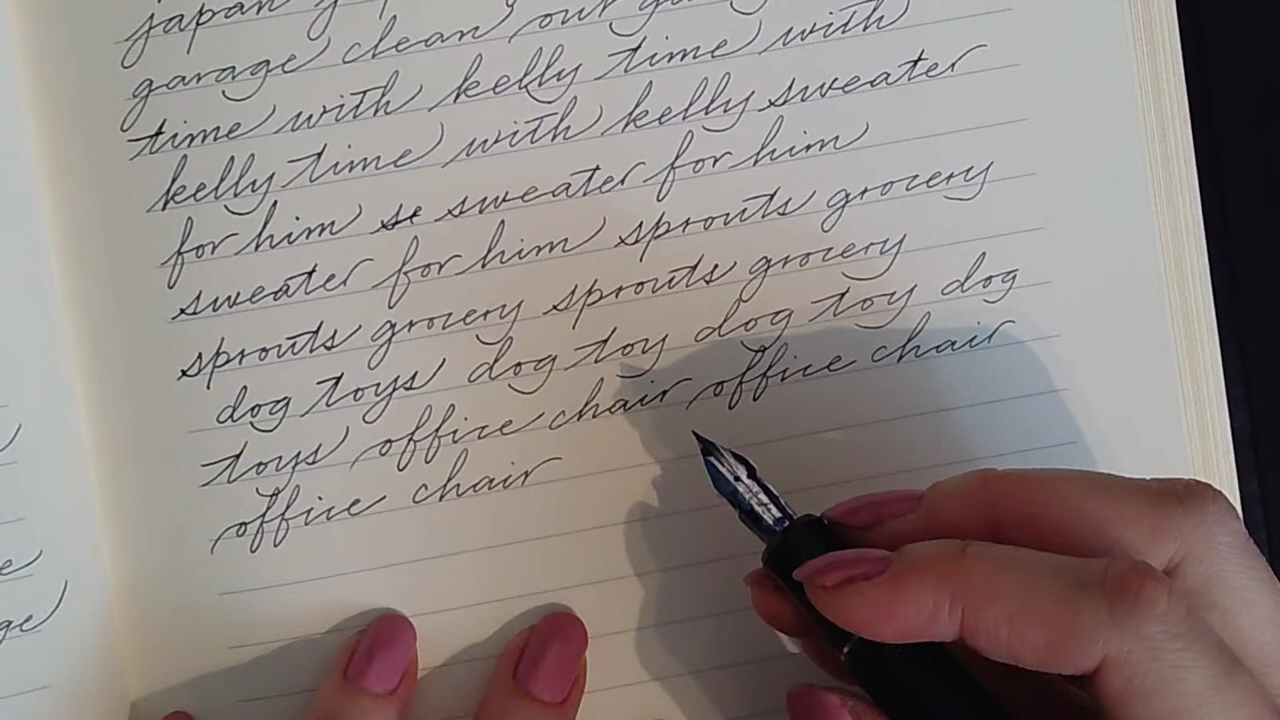 japan
garage clean out
time with kelly time with
kelly time with kelly sweater
for him se sweater for him
sweater for him sprouts grocery
sprouts grocery sprouts grocery
dog toys dog toy dog toy dog
toys office chair office chair
office chair